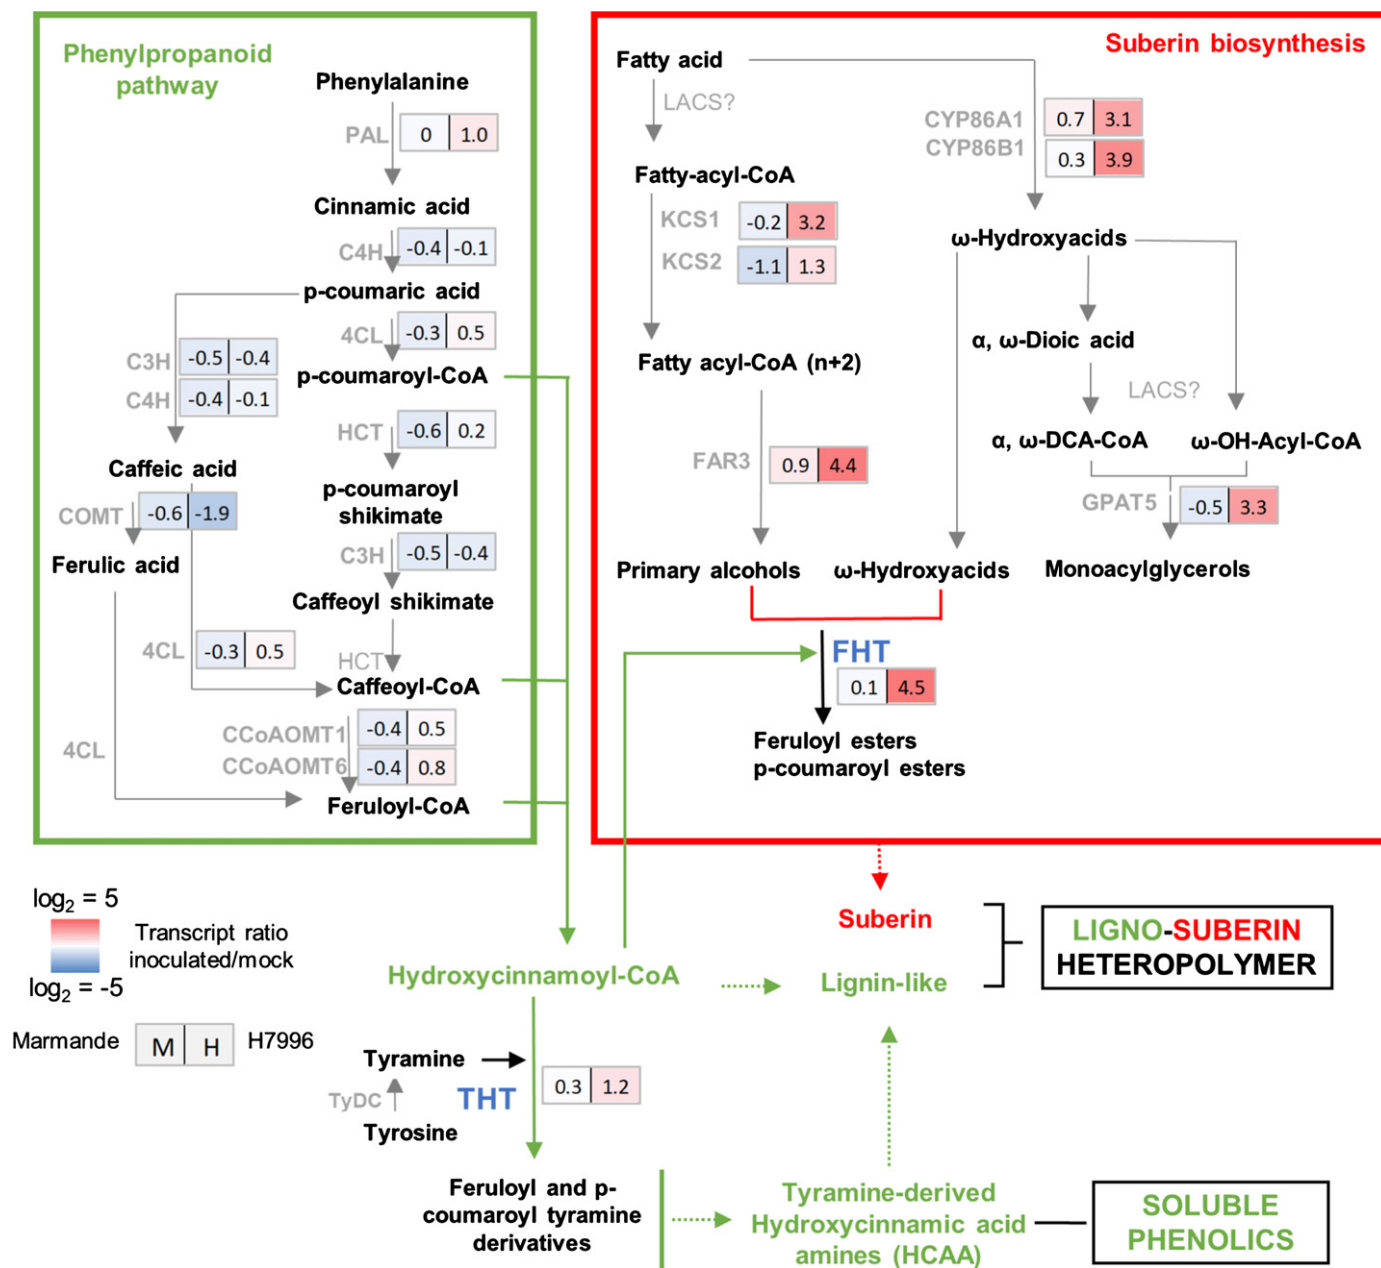 Phenylpropanoid
pathway
Phenylalanine
PAL
0 1.0
Cinnamic acid
C4H
-0.4 -0.1
p-coumaric acid
4CL
-0.3 0.5
C3H
-0.5 -0.4
p-coumaroyl-CoA
C4H
-0.4 -0.1
HCT
-0.6 0.2
Caffeic acid
p-coumaroyl
shikimate
COMT
-0.6 -1.9
C3H
-0.5 -0.4
Ferulic acid
Caffeoyl shikimate
4CL
-0.3 0.5
HCT
Caffeoyl-CoA
CCoAOMT1
-0.4 0.5
4CL
CCoAOMT6
-0.4 0.8
Feruloyl-CoA
Suberin biosynthesis
Fatty acid
LACS?
CYP86A1
0.7 3.1
CYP86B1
0.3 3.9
Fatty-acyl-CoA
KCS1
-0.2 3.2
KCS2
-1.1 1.3
ω-Hydroxyacids
α, ω-Dioic acid
Fatty acyl-CoA (n+2)
LACS?
α, ω-DCA-CoA
ω-OH-Acyl-CoA
FAR3
0.9 4.4
GPAT5
-0.5 3.3
Primary alcohols
ω-Hydroxyacids
Monoacylglycerols
FHT
0.1 4.5
Feruloyl esters
p-coumaroyl esters
log2 = 5
Transcript ratio
inoculated/mock
log2 = -5
Marmande
M H
H7996
Suberin
LIGNO-SUBERIN
HETEROPOLYMER
Hydroxycinnamoyl-CoA
Lignin-like
Tyramine
THT
0.3 1.2
TyDC
Tyrosine
Feruloyl and p-
coumaroyl tyramine
derivatives
Tyramine-derived
Hydroxycinnamic acid
amines (HCAA)
SOLUBLE
PHENOLICS